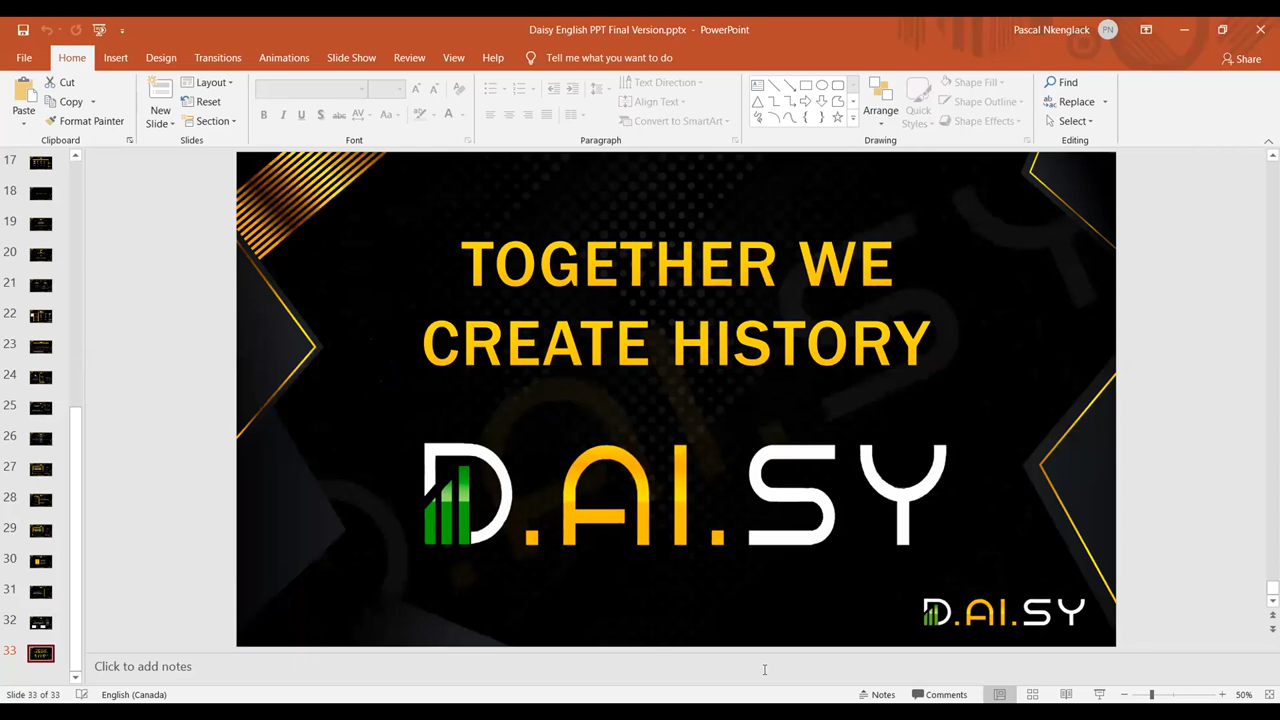 Daisy English PPT Final Version.pptx - PowerPoint
Pascal Nkenglack PN
File Home Insert Design Transitions Animations Slide Show Review View Help Tell me what you want to do Share
Paste Cut
Copy
Format Painter
Clipboard
New Slide Layout
Reset
Section
Slides
B I U S abc AV Aa A A A
Font
Text Direction
Align Text
Convert to SmartArt
Paragraph
Arrange Quick Styles Shape Fill
Shape Outline
Shape Effects
Drawing
Find
Replace
Select
Editing
17
18
19
20
21
22
23
24
25
26
27
28
29
30
31
32
33
TOGETHER WE
CREATE HISTORY
D.AI.SY
D.AI.SY
Click to add notes
Slide 33 of 33 English (Canada) Notes Comments 50%